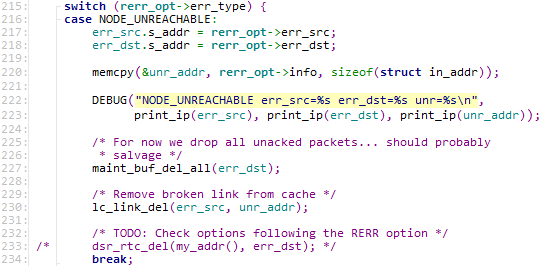 215: switch (rerr_opt->err_type) {
216: case NODE_UNREACHABLE:
217: err_src.s_addr = rerr_opt->err_src;
218: err_dst.s_addr = rerr_opt->err_dst;
219:
220: memcpy(&unr_addr, rerr_opt->info, sizeof(struct in_addr));
221:
222: DEBUG("NODE_UNREACHABLE err_src=%s err_dst=%s unr=%s\n",
223: print_ip(err_src), print_ip(err_dst), print_ip(unr_addr));
224:
225: /* For now we drop all unacked packets... should probably
226: * salvage */
227: maint_buf_del_all(err_dst);
228:
229: /* Remove broken link from cache */
230: lc_link_del(err_src, unr_addr);
231:
232: /* TODO: Check options following the RERR option */
233: /* dsr_rtc_del(my_addr(), err_dst); */
234: break;